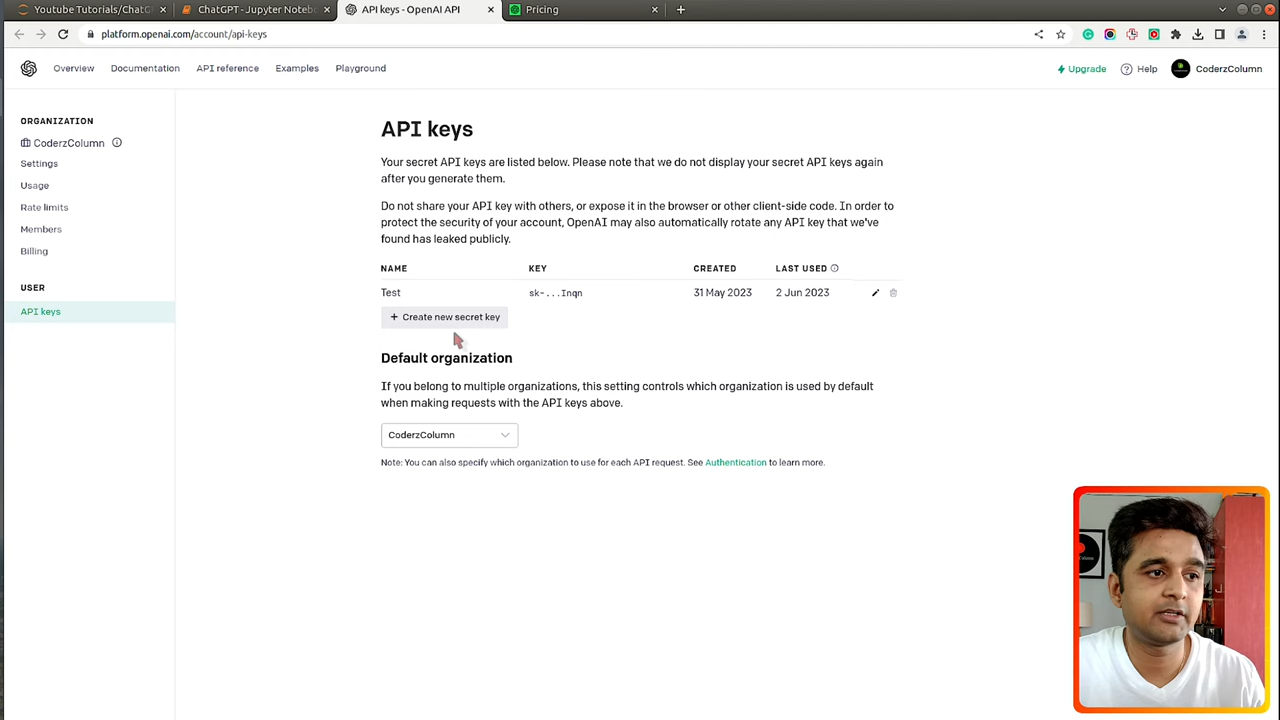 Youtube Tutorials/ChatG
ChatGPT - Jupyter Notebo
API keys - OpenAI API
Pricing
platform.openai.com/account/api-keys
Overview
Documentation
API reference
Examples
Playground
Upgrade
Help
CoderzColumn
ORGANIZATION
CoderzColumn
Settings
Usage
Rate limits
Members
Billing
USER
API keys
API keys
Your secret API keys are listed below. Please note that we do not display your secret API keys again
after you generate them.
Do not share your API key with others, or expose it in the browser or other client-side code. In order to
protect the security of your account, OpenAI may also automatically rotate any API key that we've
found has leaked publicly.
NAME KEY CREATED LAST USED
Test sk-...Inqn 31 May 2023 2 Jun 2023
+ Create new secret key
Default organization
If you belong to multiple organizations, this setting controls which organization is used by default
when making requests with the API keys above.
CoderzColumn
Note: You can also specify which organization to use for each API request. See Authentication to learn more.